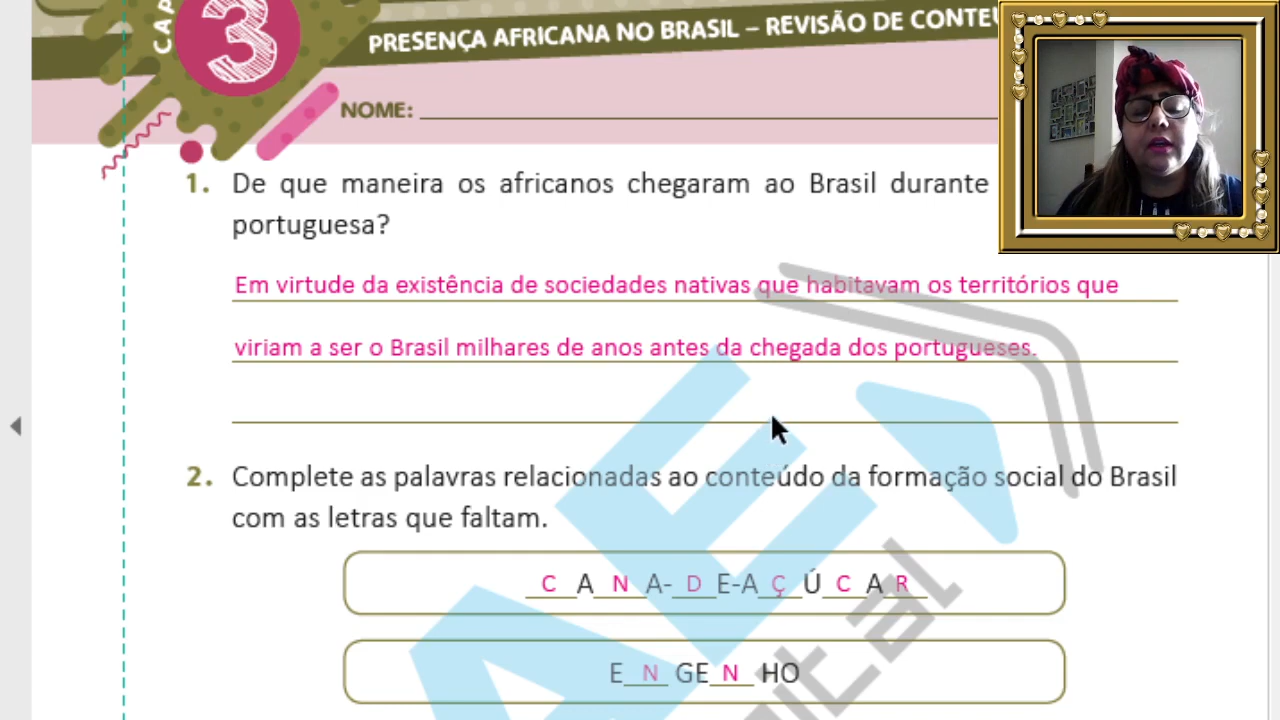 CAP
3
PRESENÇA AFRICANA NO BRASIL – REVISÃO DE CONTEÚ
NOME:
1. De que maneira os africanos chegaram ao Brasil durante
portuguesa?
Em virtude da existência de sociedades nativas que habitavam os territórios que
viriam a ser o Brasil milhares de anos antes da chegada dos portugueses.
2. Complete as palavras relacionadas ao conteúdo da formação social do Brasil
com as letras que faltam.
C A N A- D E-A Ç Ú C A R
E N GE N HO